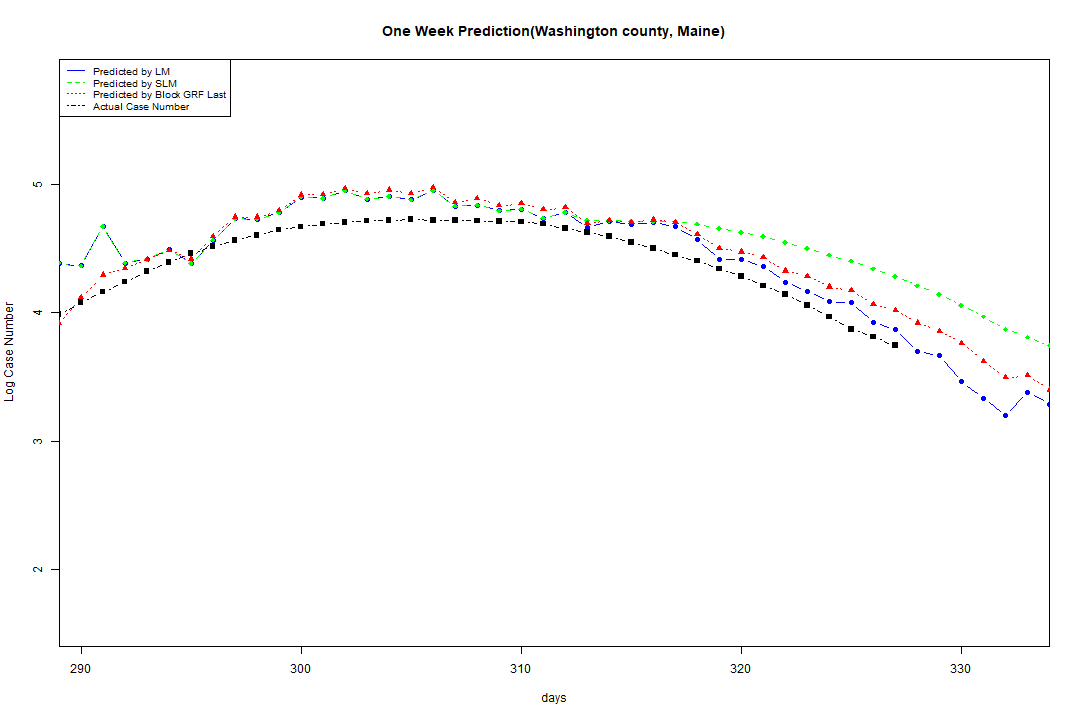 One Week Prediction(Washington county, Maine)
Predicted by LM
Predicted by SLM
Predicted by Block GRF Last
Actual Case Number
5
4
3
2
Log Case Number
290 300 310 320 330
days